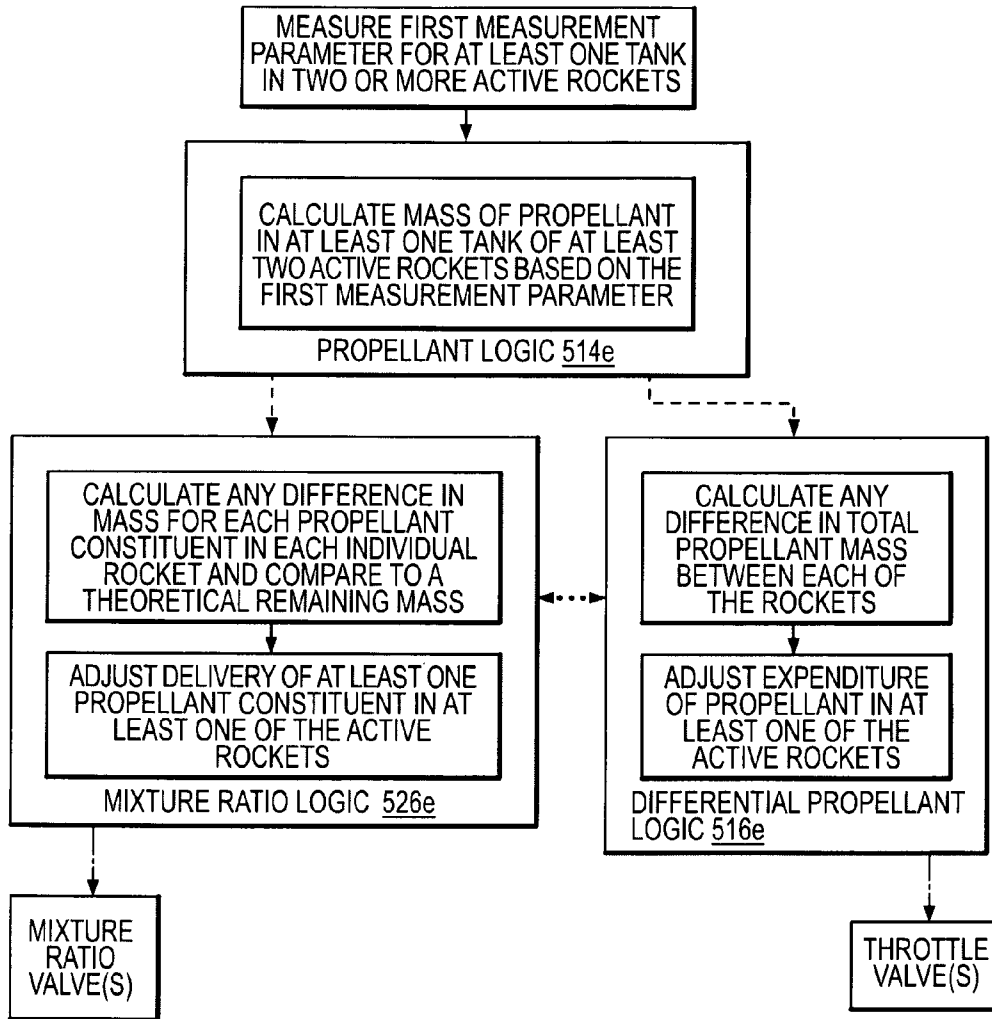 MEASURE FIRST MEASUREMENT
PARAMETER FOR AT LEAST ONE TANK
IN TWO OR MORE ACTIVE ROCKETS
CALCULATE MASS OF PROPELLANT
IN AT LEAST ONE TANK OF AT LEAST
TWO ACTIVE ROCKETS BASED ON THE
FIRST MEASUREMENT PARAMETER
PROPELLANT LOGIC 514e
CALCULATE ANY DIFFERENCE IN
MASS FOR EACH PROPELLANT
CONSTITUENT IN EACH INDIVIDUAL
ROCKET AND COMPARE TO A
THEORETICAL REMAINING MASS
ADJUST DELIVERY OF AT LEAST ONE
PROPELLANT CONSTITUENT IN AT
LEAST ONE OF THE ACTIVE
ROCKETS
MIXTURE RATIO LOGIC 526e
CALCULATE ANY
DIFFERENCE IN TOTAL
PROPELLANT MASS
BETWEEN EACH OF
THE ROCKETS
ADJUST EXPENDITURE
OF PROPELLANT IN AT
LEAST ONE OF THE
ACTIVE ROCKETS
DIFFERENTIAL PROPELLANT
LOGIC 516e
MIXTURE
RATIO
VALVE(S)
THROTTLE
VALVE(S)